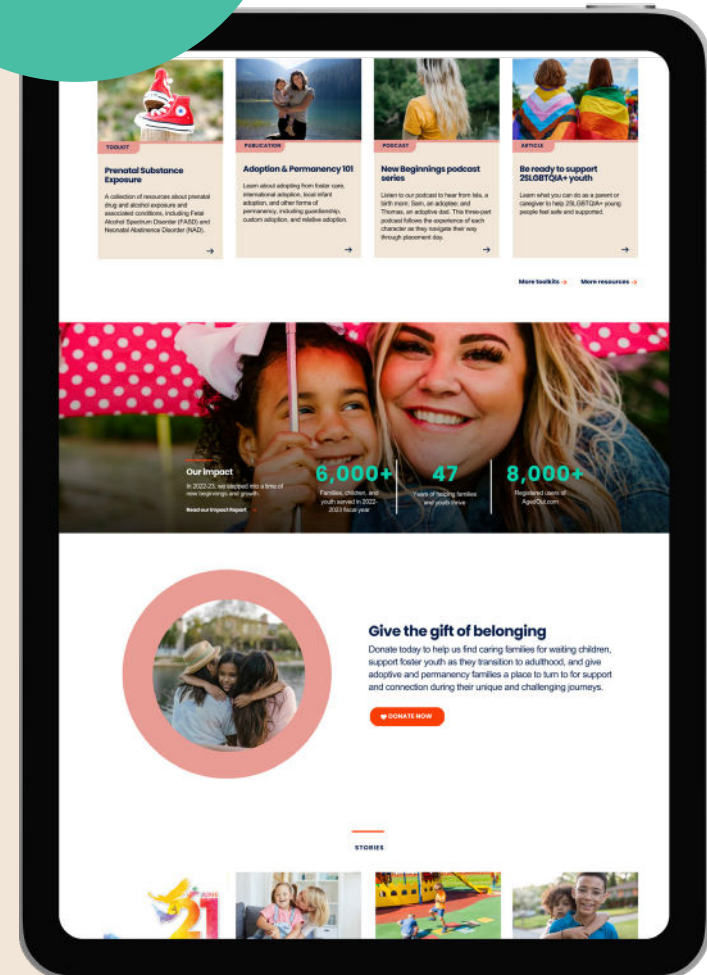 TOOLKIT
Prenatal Substance
Exposure
A collection of resources about prenatal
drug and alcohol exposure and
associated conditions, including Fetal
Alcohol Spectrum Disorder (FASD) and
Neonatal Abstinence Disorder (NAD).
PUBLICATION
Adoption & Permanency 101
Learn about adopting from foster care,
international adoption, local infant
adoption, and other forms of
permanency, including guardianship,
custom adoption, and relative adoption.
PODCAST
New Beginnings podcast
series
Listen to our podcast to hear from Isla, a
birth mom; Sam, an adoptee; and
Thomas, an adoptive dad. This three-part
podcast follows the experience of each
character as they navigate their way
through placement day.
ARTICLE
Be ready to support
2SLGBTQIA+ youth
Learn what you can do as a parent or
caregiver to help 2SLGBTQIA+ young
people feel safe and supported.
More toolkits →
More resources →
Our impact
In 2022-23, we stepped into a time of
new beginnings and growth.
Read our Impact Report →
6,000+
Families, children, and
youth served in 2022-
2023 fiscal year
47
Years of helping families
and youth thrive
8,000+
Registered users of
AgedOut.com
Give the gift of belonging
Donate today to help us find caring families for waiting children,
support foster youth as they transition to adulthood, and give
adoptive and permanency families a place to turn to for support
and connection during their unique and challenging journeys.
DONATE NOW
STORIES
21